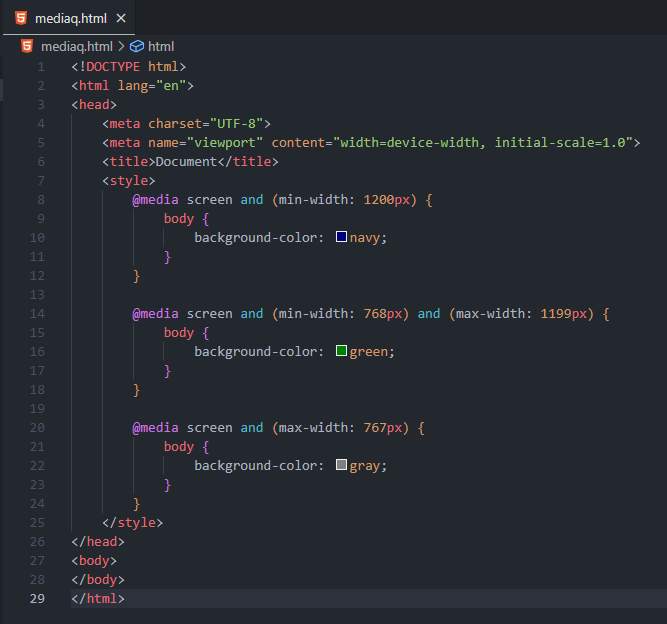 mediaq.html
mediaq.html > html
1 <!DOCTYPE html>
2 <html lang="en">
3 <head>
4     <meta charset="UTF-8">
5     <meta name="viewport" content="width=device-width, initial-scale=1.0">
6     <title>Document</title>
7     <style>
8         @media screen and (min-width: 1200px) {
9             body {
10                 background-color: navy;
11             }
12         }
13
14         @media screen and (min-width: 768px) and (max-width: 1199px) {
15             body {
16                 background-color: green;
17             }
18         }
19
20         @media screen and (max-width: 767px) {
21             body {
22                 background-color: gray;
23             }
24         }
25     </style>
26 </head>
27 <body>
28 </body>
29 </html>